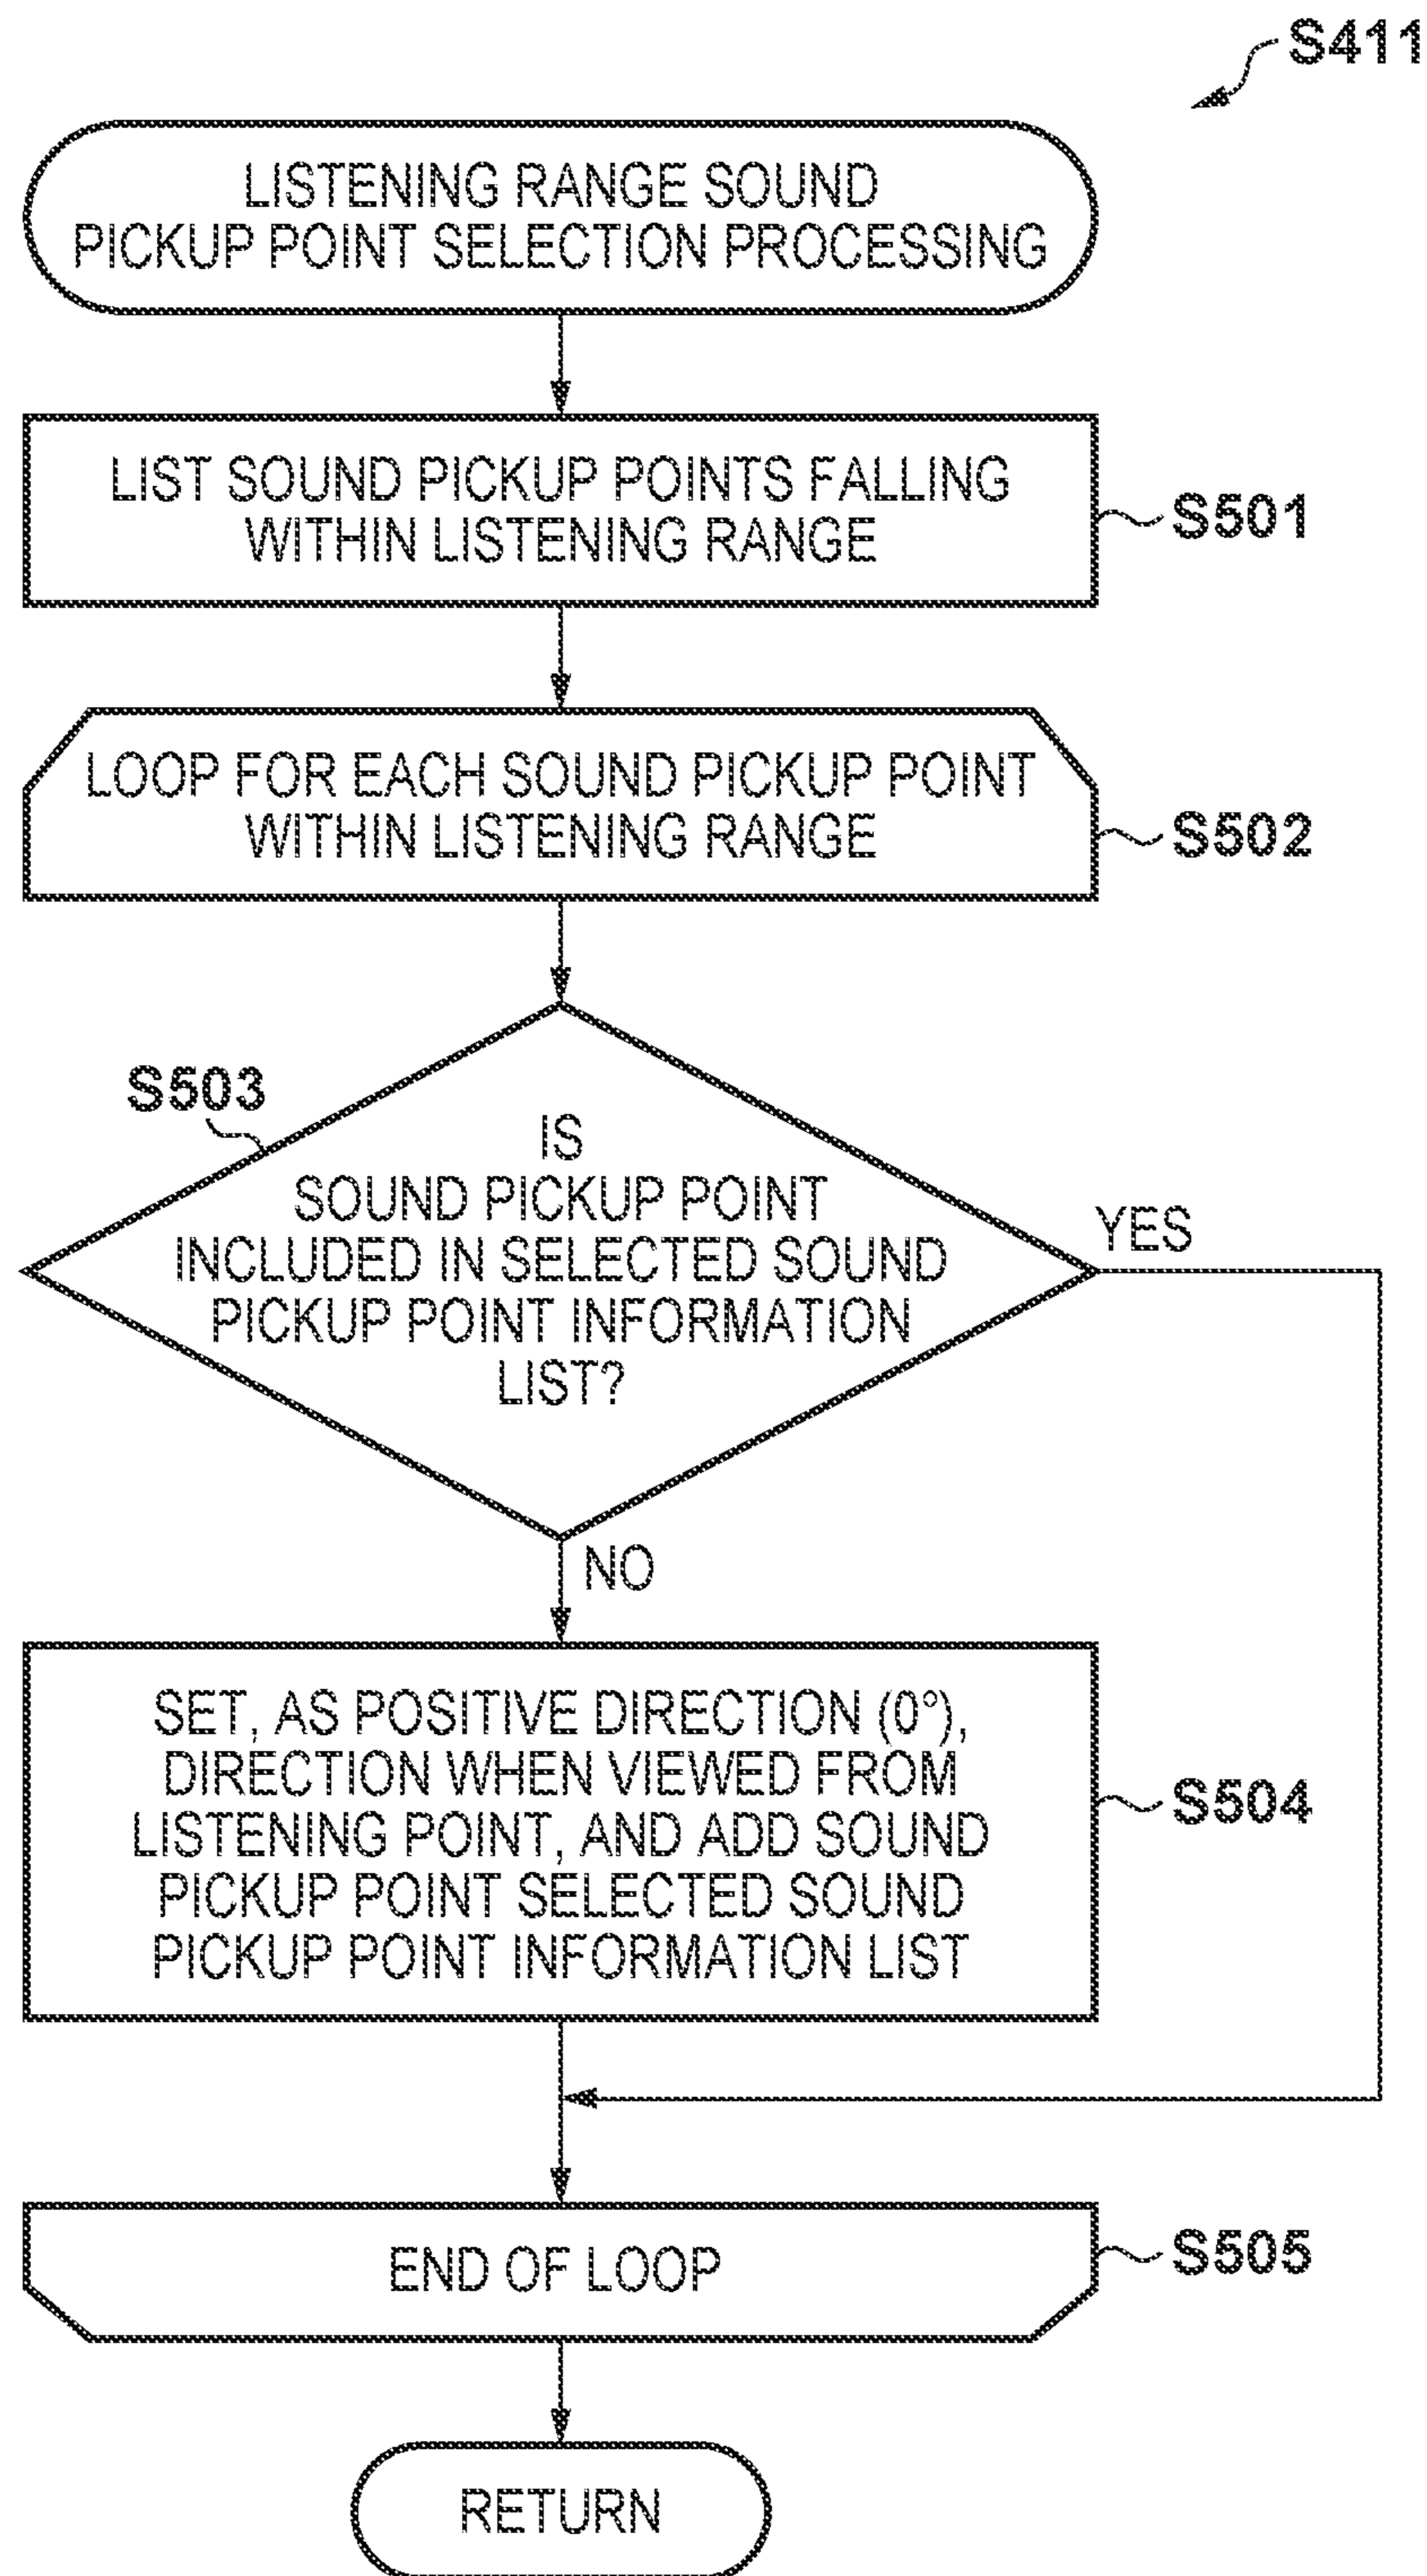 S411
LISTENING RANGE SOUND
PICKUP POINT SELECTION PROCESSING
LIST SOUND PICKUP POINTS FALLING
WITHIN LISTENING RANGE
S501
LOOP FOR EACH SOUND PICKUP POINT
WITHIN LISTENING RANGE
S502
S503
IS
SOUND PICKUP POINT
INCLUDED IN SELECTED SOUND
PICKUP POINT INFORMATION
LIST?
YES
NO
SET, AS POSITIVE DIRECTION (0°),
DIRECTION WHEN VIEWED FROM
LISTENING POINT, AND ADD SOUND
PICKUP POINT SELECTED SOUND
PICKUP POINT INFORMATION LIST
S504
END OF LOOP
S505
RETURN